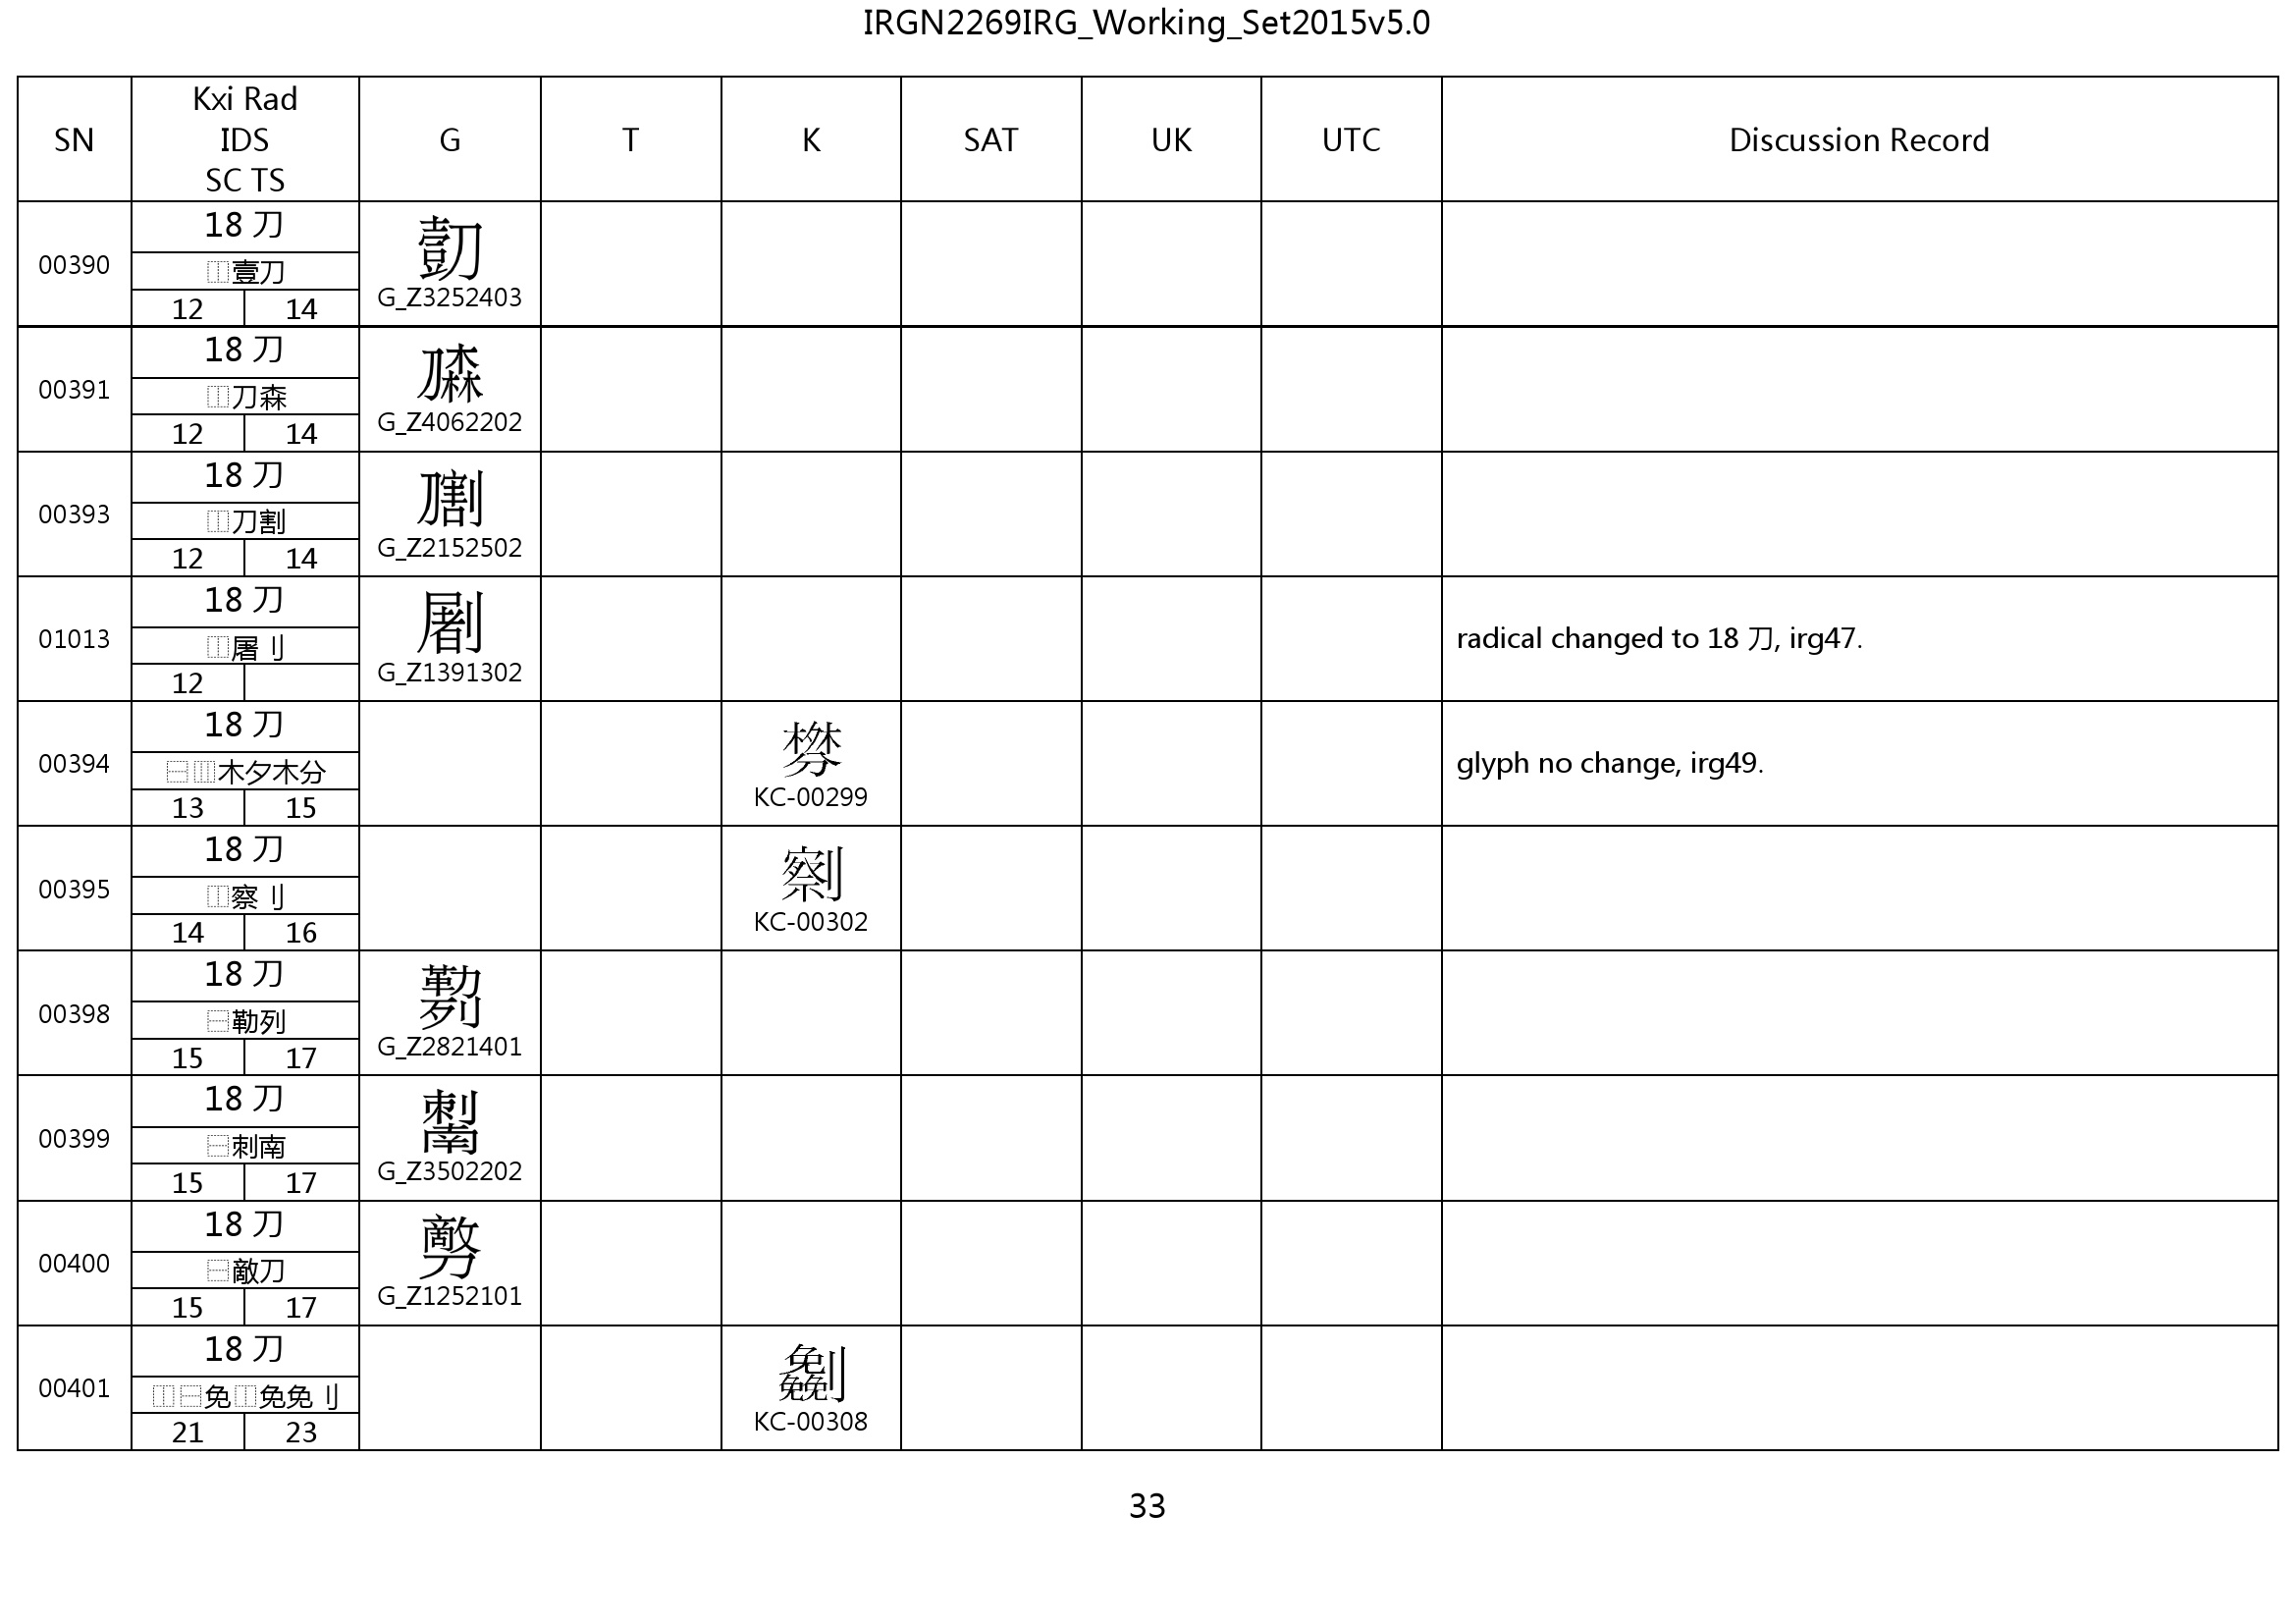 IRGN2269IRG_Working_Set2015v5.0
SN Kxi Rad IDS SC TS G T K SAT UK UTC Discussion Record
00390
18 刀
⿰壹刀
12 14
G_Z3252403
00391
18 刀
⿰刀森
12 14
G_Z4062202
00393
18 刀
⿰刀割
12 14
G_Z2152502
01013
18 刀
⿰屠刂
12
G_Z1391302
radical changed to 18 刀, irg47.
00394
18 刀
⿱⿲木夕木分
13 15
KC-00299
glyph no change, irg49.
00395
18 刀
⿰察刂
14 16
KC-00302
00398
18 刀
⿱勒列
15 17
G_Z2821401
00399
18 刀
⿱刺南
15 17
G_Z3502202
00400
18 刀
⿱敵刀
15 17
G_Z1252101
00401
18 刀
⿰⿱免⿰免免刂
21 23
KC-00308
33